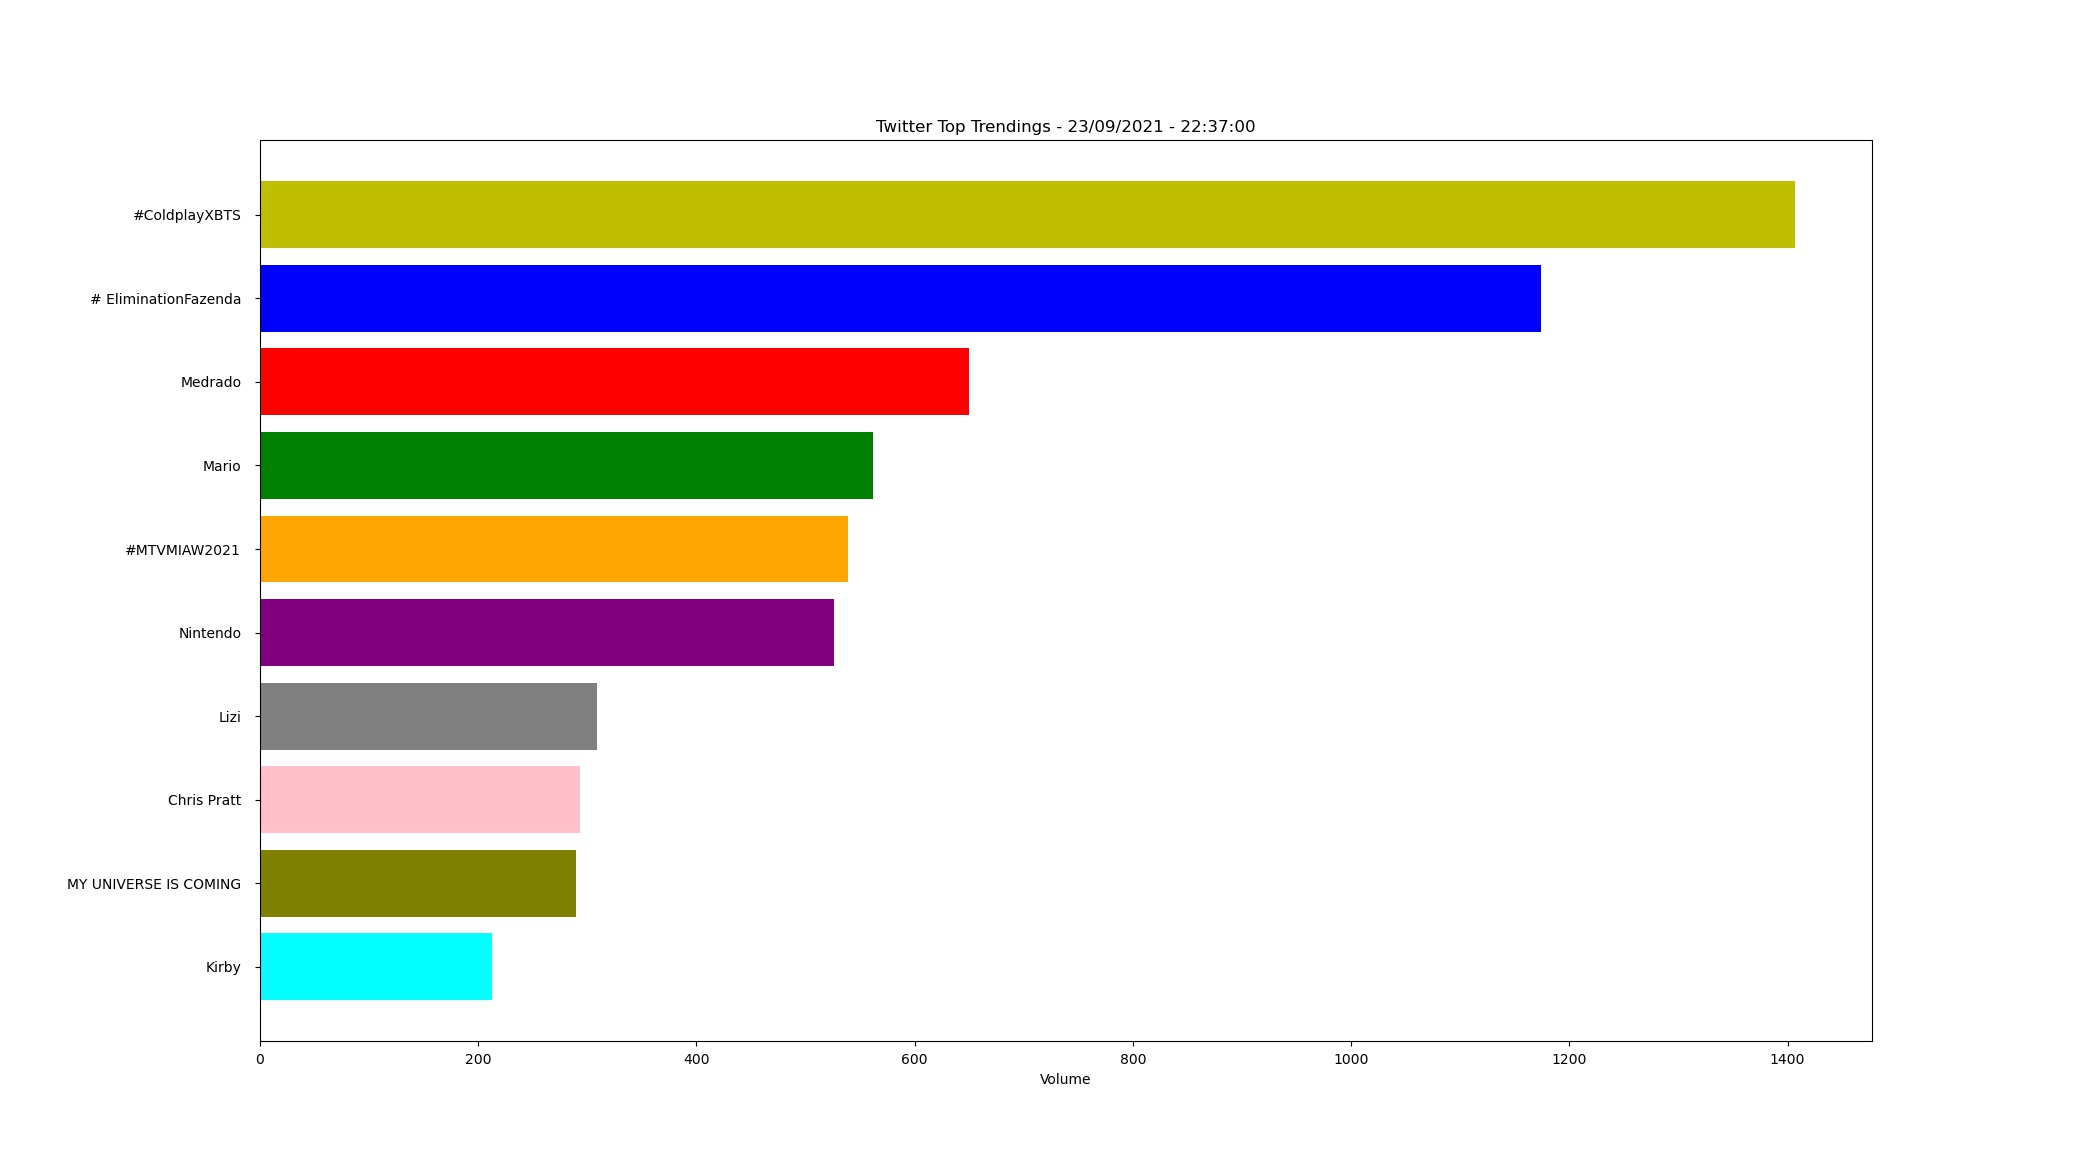 Twitter Top Trendings - 23/09/2021 - 22:37:00
#ColdplayXBTS
# EliminationFazenda
Medrado
Mario
#MTVMIAW2021
Nintendo
Lizi
Chris Pratt
MY UNIVERSE IS COMING
Kirby
0 200 400 600 800 1000 1200 1400
Volume